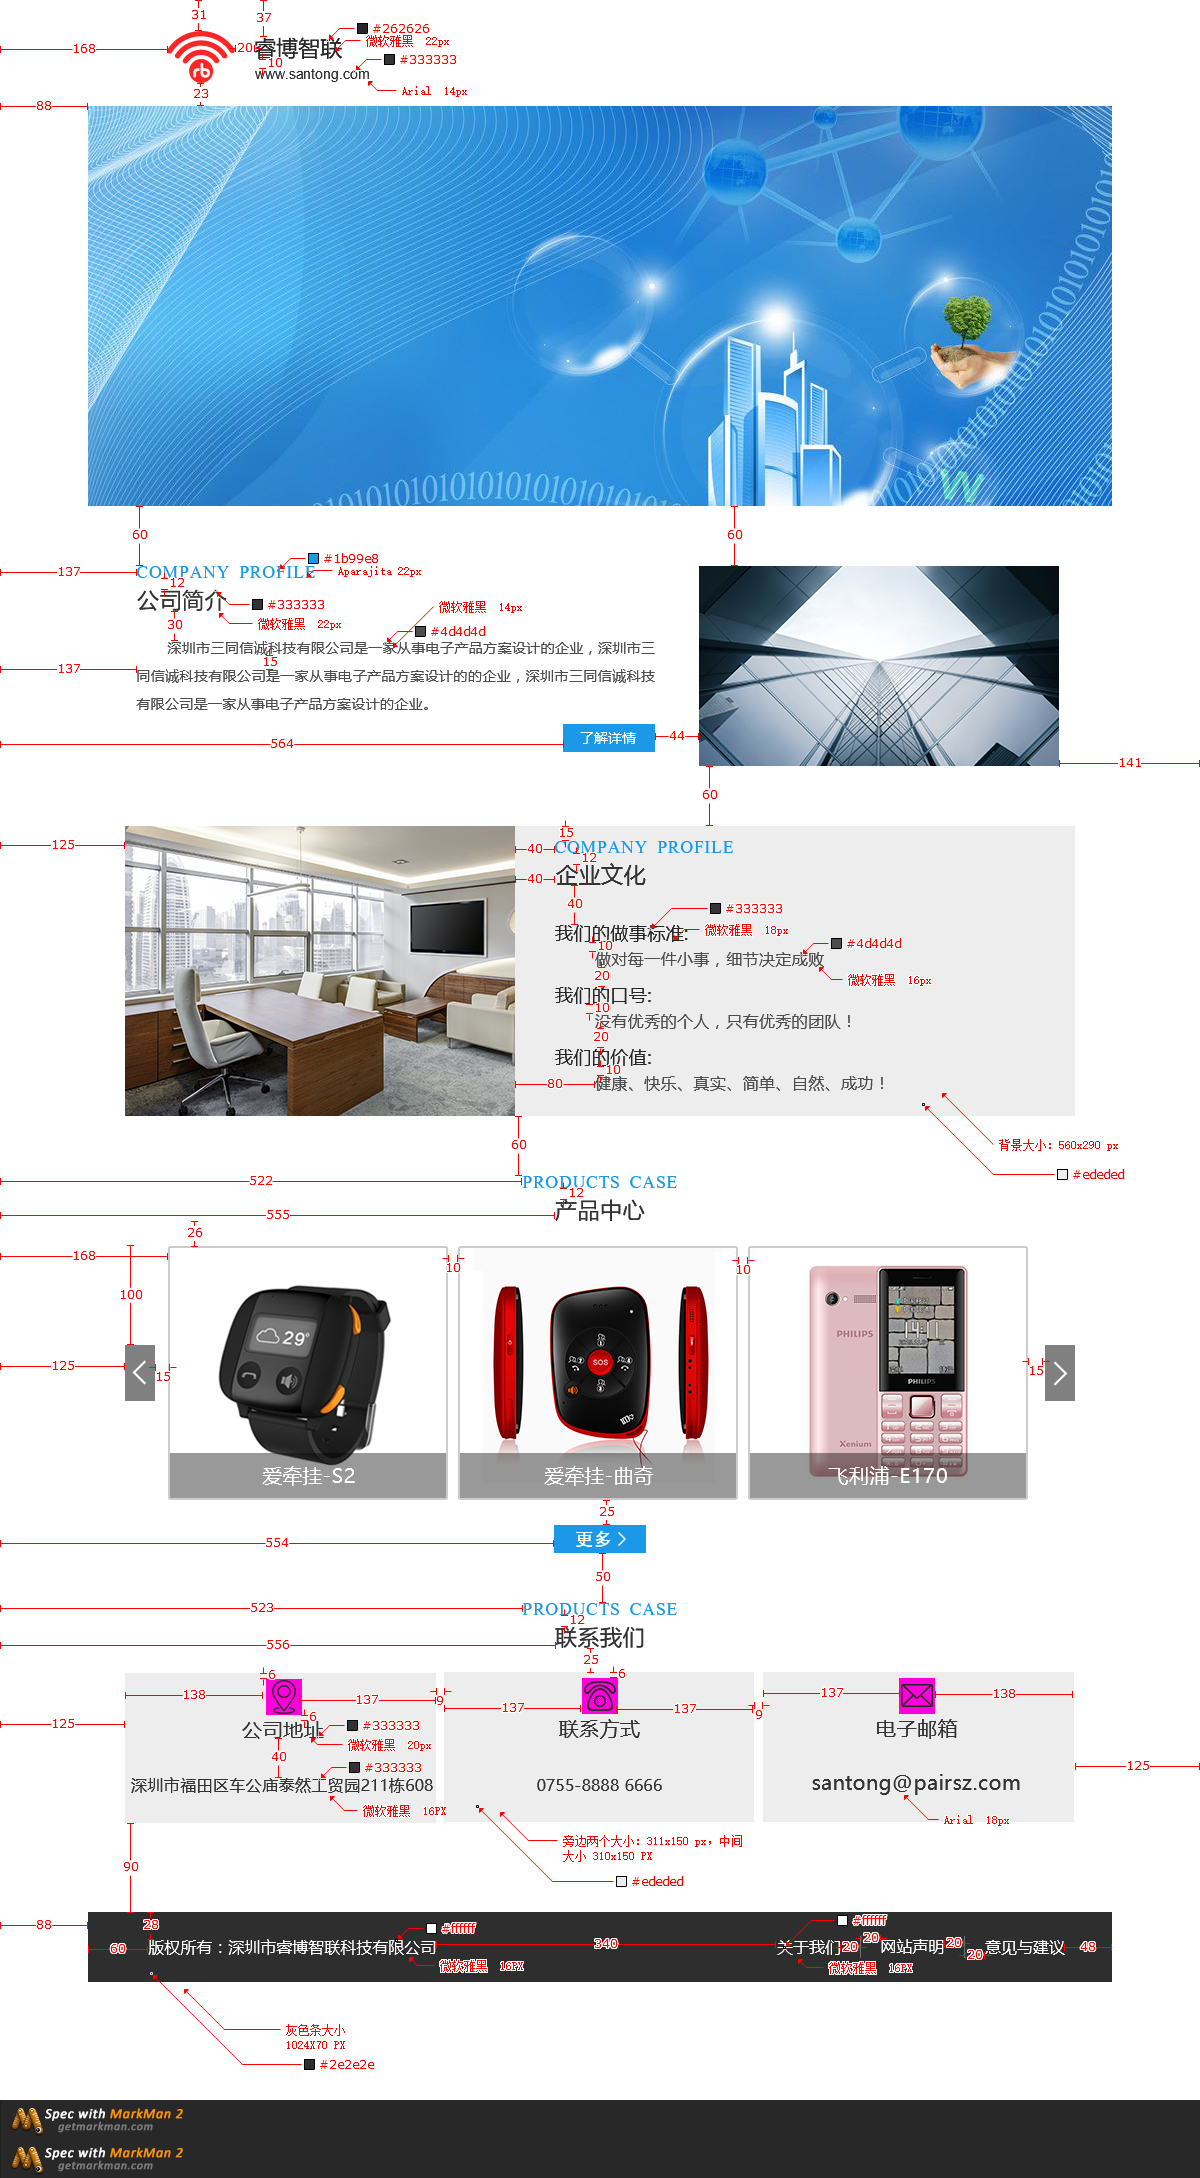 31
37
#262626
微软雅黑 22px
168
20
睿博智联
10
#333333
rb
www.santong.com
Arial 14px
23
88
W
60
60
#1b99e8
137
COMPANY PROFILE
Aparajita 22px
12
公司简介
#333333
微软雅黑 22px
微软雅黑 14px
30
#4d4d4d
深圳市三同信诚科技有限公司是一家从事电子产品方案设计的企业，深圳市三
15
137
同信诚科技有限公司是一家从事电子产品方案设计的的企业，深圳市三同信诚科技
有限公司是一家从事电子产品方案设计的企业。
564
了解详情
44
141
60
125
15
40
COMPANY PROFILE
12
40
企业文化
40
#333333
我们的做事标准:
微软雅黑 18px
10
#4d4d4d
做对每一件小事，细节决定成败
20
微软雅黑 16px
我们的口号:
10
没有优秀的个人，只有优秀的团队！
20
我们的价值:
10
80
健康、快乐、真实、简单、自然、成功！
60
背景大小：560x290 px
#ededed
522
PRODUCTS CASE
12
555
产品中心
26
168
10
10
100
125
15
15
29°
SOS
PHILIPS
14:11
PHILIPS
Xenium
爱牵挂-S2
爱牵挂-曲奇
飞利浦-E170
25
554
更多
50
523
PRODUCTS CASE
12
556
联系我们
25
6
6
138
137
9
137
137
9
137
138
125
6
公司地址
#333333
微软雅黑 20px
联系方式
电子邮箱
40
#333333
125
深圳市福田区车公庙泰然工贸园211栋608
0755-8888 6666
santong@pairsz.com
微软雅黑 16PX
Arial 18px
旁边两个大小：311x150 px，中间
大小 310x150 PX
90
#ededed
88
28
#ffffff
#ffffff
60
版权所有：深圳市睿博智联科技有限公司
340
关于我们
20
20
网站声明
20
20
意见与建议
48
微软雅黑 16PX
微软雅黑 16PX
灰色条大小
1024X70 PX
#2e2e2e
Spec with MarkMan 2
getmarkman.com
Spec with MarkMan 2
getmarkman.com